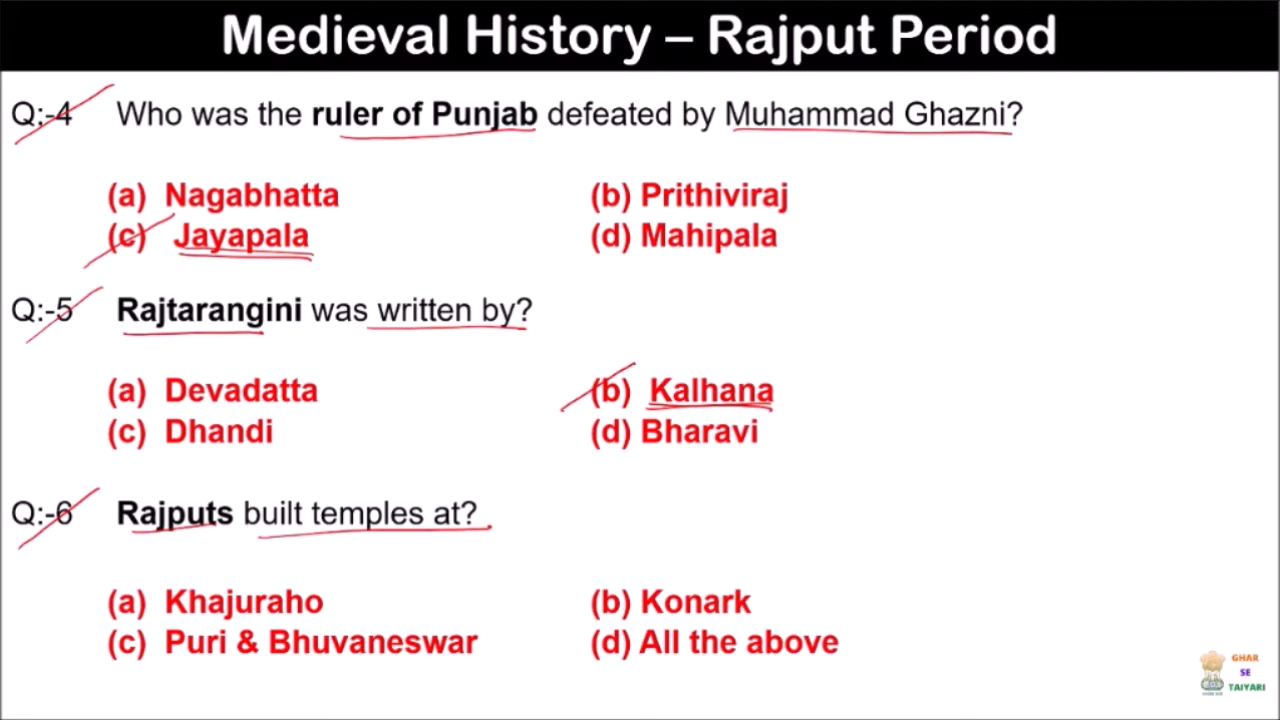 Medieval History – Rajput Period
Q:-4 Who was the ruler of Punjab defeated by Muhammad Ghazni?
(a) Nagabhatta (b) Prithiviraj
(c) Jayapala (d) Mahipala
Q:-5 Rajtarangini was written by?
(a) Devadatta (b) Kalhana
(c) Dhandi (d) Bharavi
Q:-6 Rajputs built temples at?
(a) Khajuraho (b) Konark
(c) Puri & Bhuvaneswar (d) All the above
GHAR
SE
TAIYARI